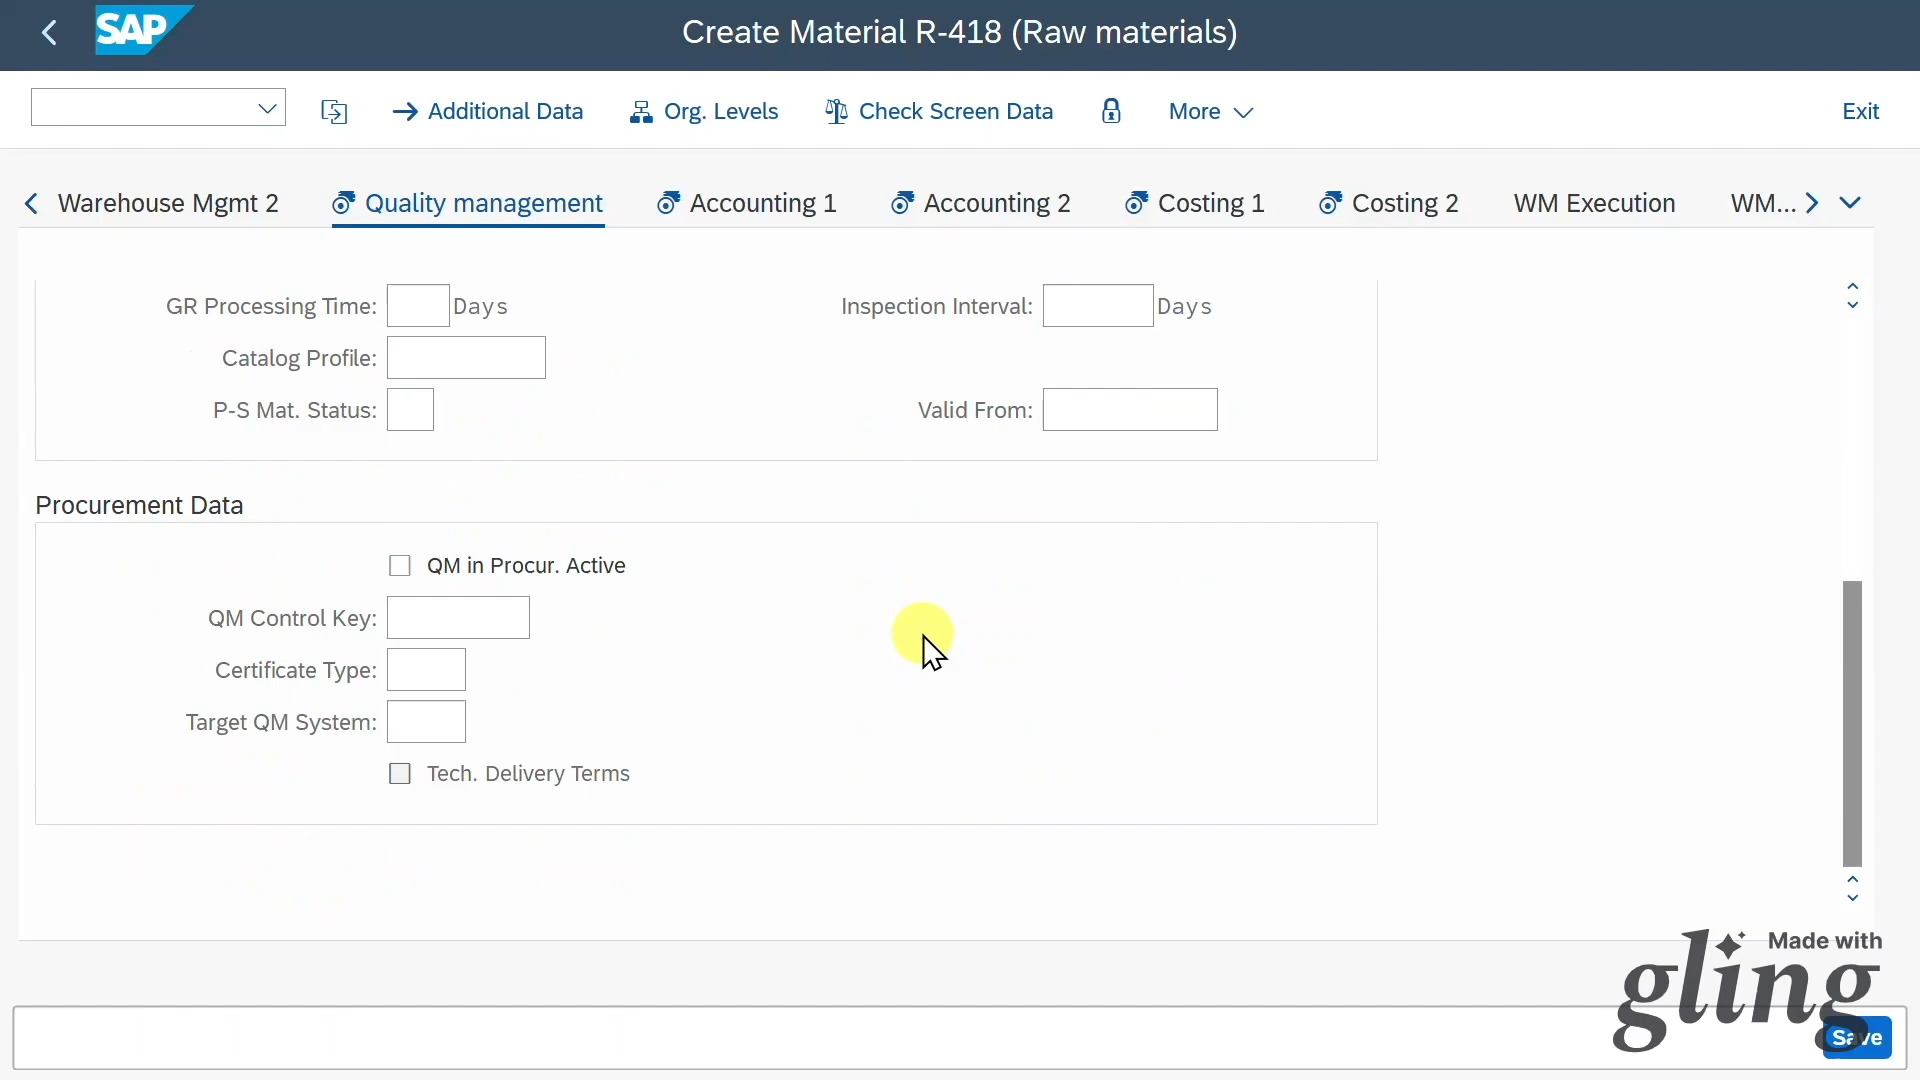 SAP
Create Material R-418 (Raw materials)
Additional Data
Org. Levels
Check Screen Data
More
Exit
Warehouse Mgmt 2
Quality management
Accounting 1
Accounting 2
Costing 1
Costing 2
WM Execution
WM...
GR Processing Time:
Days
Inspection Interval:
Days
Catalog Profile:
P-S Mat. Status:
Valid From:
Procurement Data
QM in Procur. Active
QM Control Key:
Certificate Type:
Target QM System:
Tech. Delivery Terms
Made with
gling
Save